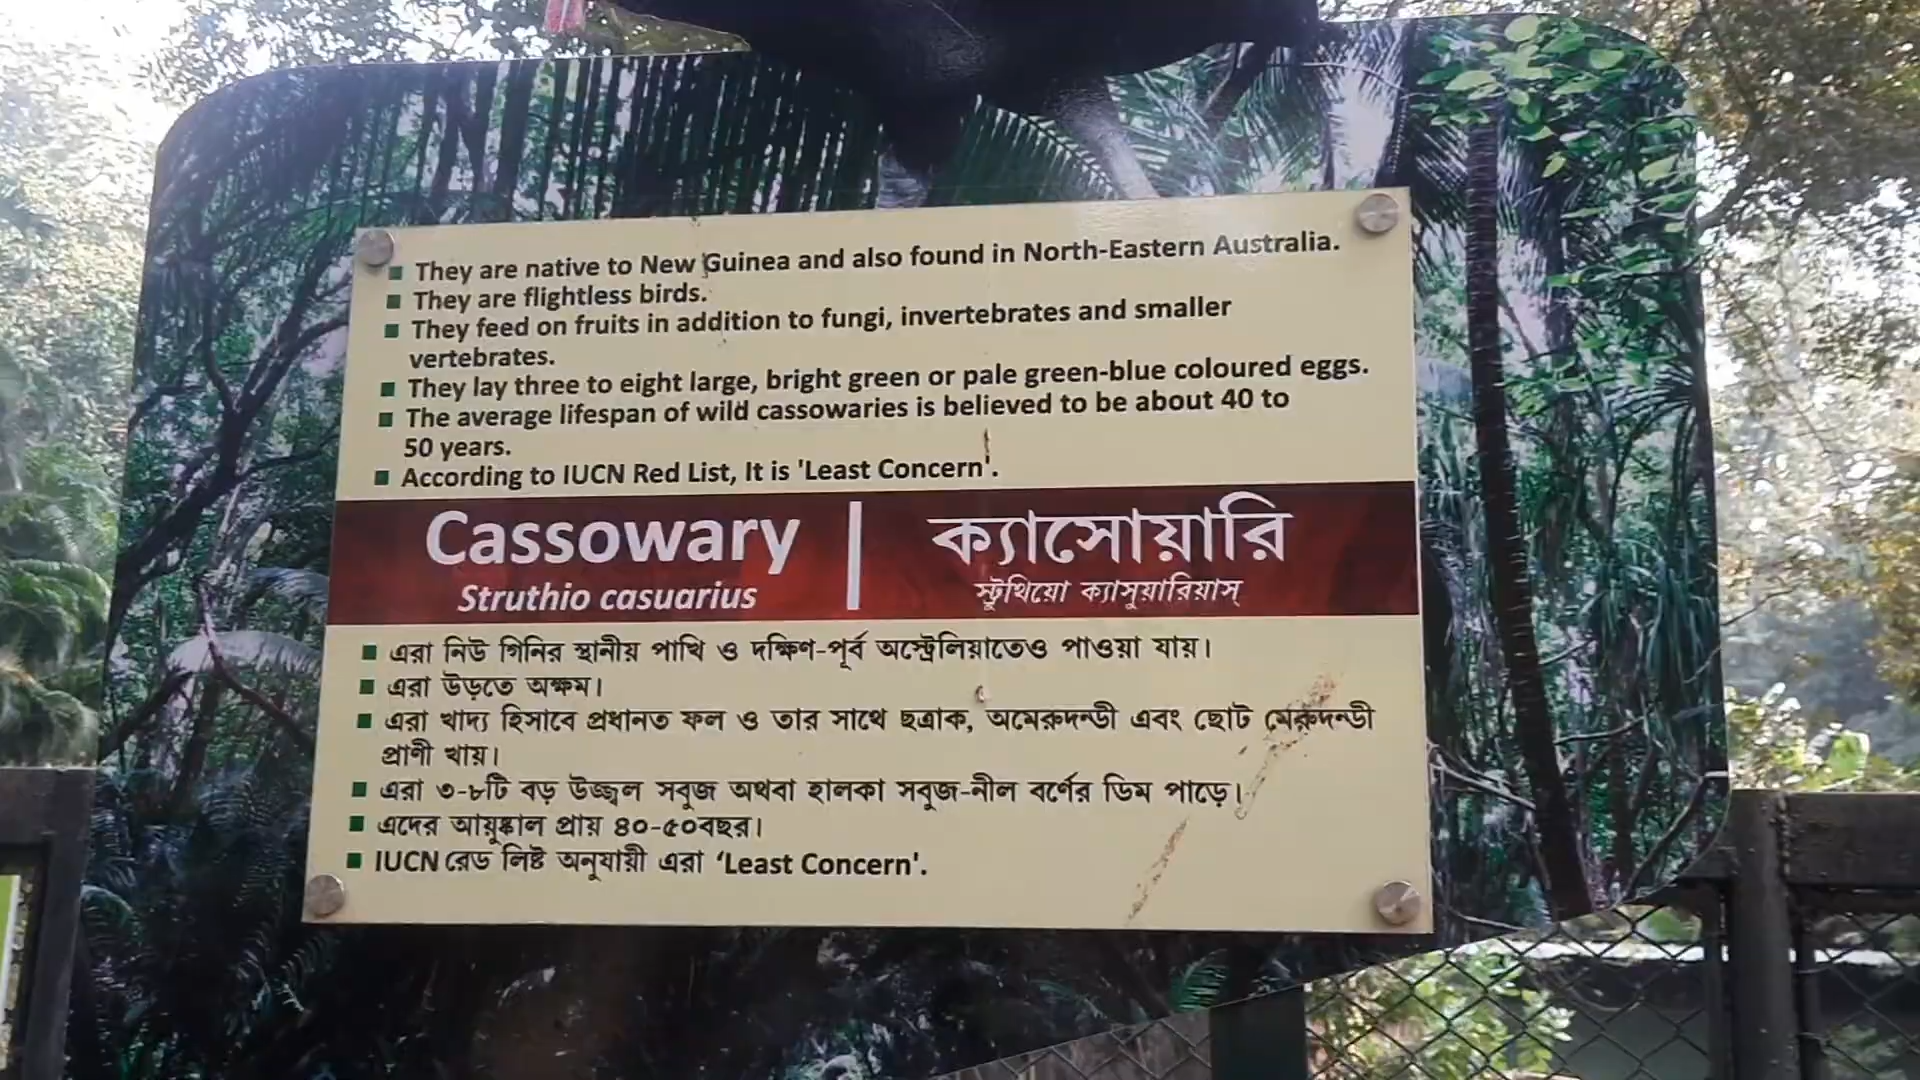 They are native to New Guinea and also found in North-Eastern Australia.
They are flightless birds.
They feed on fruits in addition to fungi, invertebrates and smaller
vertebrates.
They lay three to eight large, bright green or pale green-blue coloured eggs.
The average lifespan of wild cassowaries is believed to be about 40 to
50 years.
According to IUCN Red List, It is 'Least Concern'.
Cassowary | ক্যাসোয়ারি
Struthio casuarius
স্ট্রুথিয়ো ক্যাসুয়ারিয়াস্
এরা নিউ গিনির স্থানীয় পাখি ও দক্ষিণ-পূর্ব অস্ট্রেলিয়াতেও পাওয়া যায়।
এরা উড়তে অক্ষম।
এরা খাদ্য হিসাবে প্রধানত ফল ও তার সাথে ছত্রাক, অমেরুদন্ডী এবং ছোট মেরুদন্ডী
প্রাণী খায়।
এরা ৩-৮টি বড় উজ্জ্বল সবুজ অথবা হালকা সবুজ-নীল বর্ণের ডিম পাড়ে।
এদের আয়ুষ্কাল প্রায় ৪০-৫০বছর।
IUCN রেড লিষ্ট অনুযায়ী এরা ‘Least Concern'.